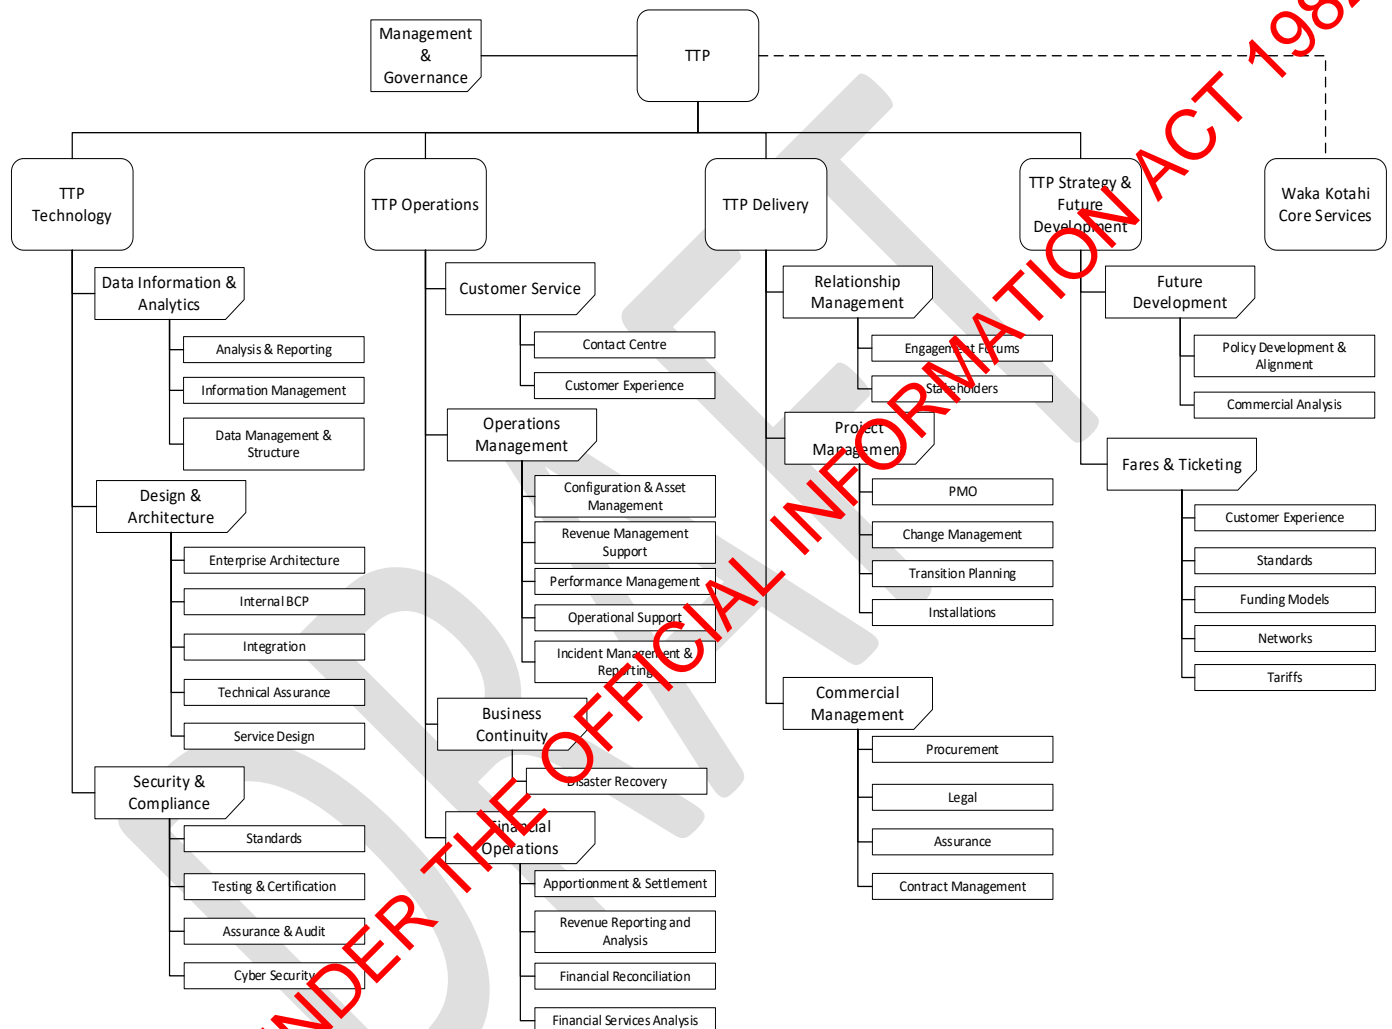 Management
&
Governance
TTP
TTP
Technology
TTP Operations
TTP Delivery
TTP Strategy &
Future
Development
Waka Kotahi
Core Services
Data Information &
Analytics
Analysis & Reporting
Information Management
Data Management &
Structure
Design &
Architecture
Enterprise Architecture
Internal BCP
Integration
Technical Assurance
Service Design
Security &
Compliance
Standards
Testing & Certification
Assurance & Audit
Cyber Security
Customer Service
Contact Centre
Customer Experience
Operations
Management
Configuration & Asset
Management
Revenue Management
Support
Performance Management
Operational Support
Incident Management &
Reporting
Business
Continuity
Disaster Recovery
Financial
Operations
Apportionment & Settlement
Revenue Reporting and
Analysis
Financial Reconciliation
Financial Services Analysis
Relationship
Management
Engagement Forums
Stakeholders
Project
Management
PMO
Change Management
Transition Planning
Installations
Commercial
Management
Procurement
Legal
Assurance
Contract Management
Future
Development
Policy Development &
Alignment
Commercial Analysis
Fares & Ticketing
Customer Experience
Standards
Funding Models
Networks
Tariffs
DRAFT
UNDER THE OFFICIAL INFORMATION ACT 1982